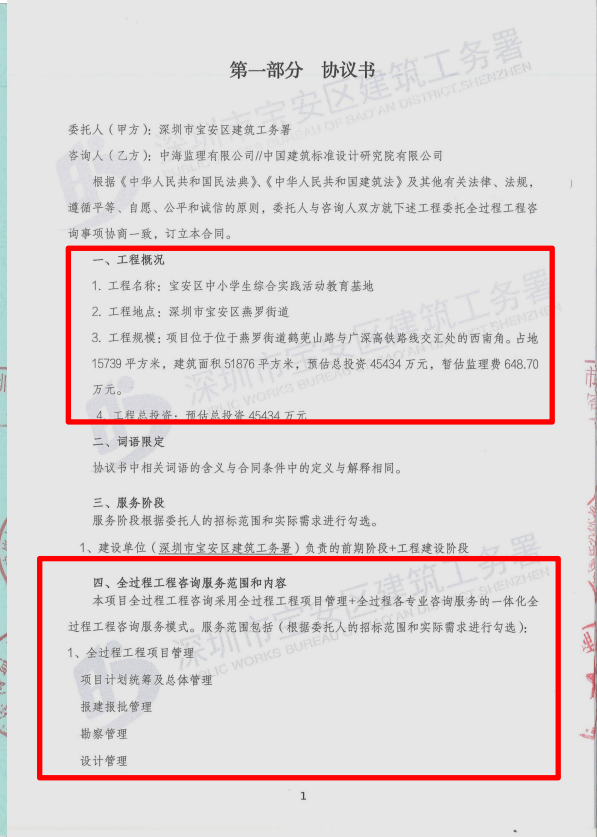 第一部分 协议书
委托人（甲方）：深圳市宝安区建筑工务署
咨询人（乙方）：中海监理有限公司//中国建筑标准设计研究院有限公司
根据《中华人民共和国民法典》、《中华人民共和国建筑法》及其他有关法律、法规，
遵循平等、自愿、公平和诚信的原则，委托人与咨询人双方就下述工程委托全过程工程咨
询事项协商一致，订立本合同。
一、工程概况
1. 工程名称：宝安区中小学生综合实践活动教育基地
2. 工程地点：深圳市宝安区燕罗街道
3. 工程规模：项目位于位于燕罗街道鹤莞山路与广深高铁路线交汇处的西南角。占地
15739 平方米，建筑面积 51876 平方米，预估总投资 45434 万元，暂估监理费 648.70
万元。
4. 工程总投资：预估总投资 45434 万元
二、词语限定
协议书中相关词语的含义与合同条件中的定义与解释相同。
三、服务阶段
服务阶段根据委托人的招标范围和实际需求进行勾选。
1、建设单位（深圳市宝安区建筑工务署）负责的前期阶段+工程建设阶段
四、全过程工程咨询服务范围和内容
本项目全过程工程咨询采用全过程工程项目管理+全过程各专业咨询服务的一体化全
过程工程咨询服务模式。服务范围包括（根据委托人的招标范围和实际需求进行勾选）：
1、全过程工程项目管理
项目计划统筹及总体管理
报建报批管理
勘察管理
设计管理
1
深圳市宝安区建筑工务署
PUBLIC WORKS BUREAU OF BAO'AN DISTRICT,SHENZHEN